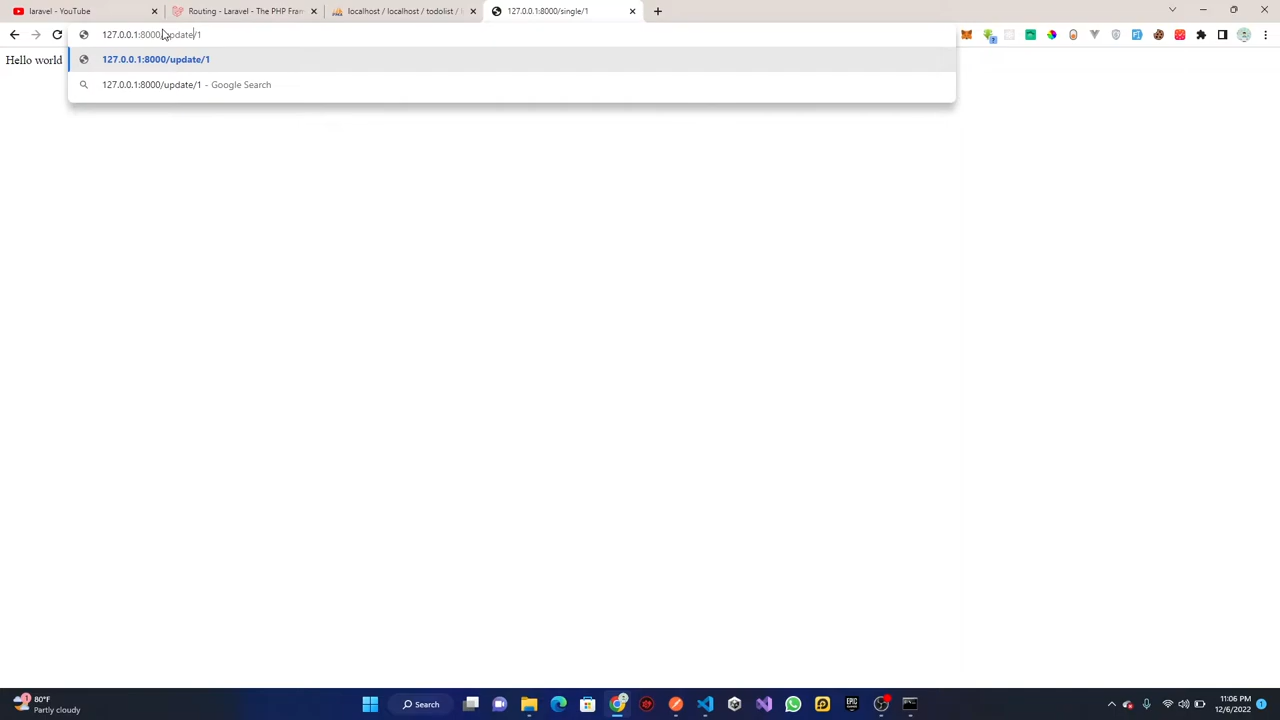 laravel - YouTube
Routing - Laravel - The PHP Fram
localhost / localhost / todolist /
127.0.0.1:8000/single/1
127.0.0.1:8000/update/1
127.0.0.1:8000/update/1
127.0.0.1:8000/update/1 - Google Search
Hello world
80°F
Partly cloudy
Search
11:06 PM
12/6/2022